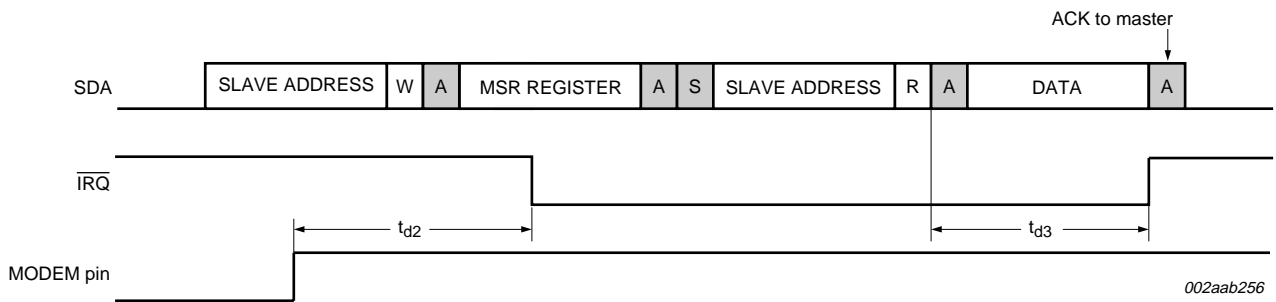 ACK to master
SDA SLAVE ADDRESS W A MSR REGISTER A S SLAVE ADDRESS R A DATA A
IRQ
td2 td3
MODEM pin
002aab256